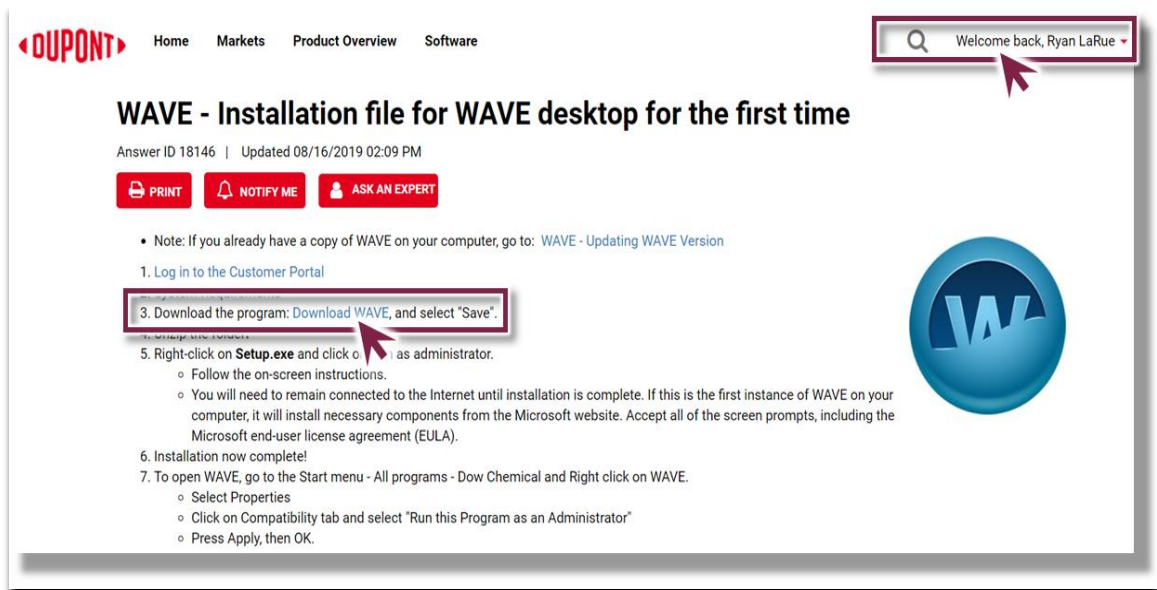 DUPONT Home Markets Product Overview Software Welcome back, Ryan LaRue
WAVE - Installation file for WAVE desktop for the first time
Answer ID 18146 | Updated 08/16/2019 02:09 PM
PRINT NOTIFY ME ASK AN EXPERT
• Note: If you already have a copy of WAVE on your computer, go to: WAVE - Updating WAVE Version
1. Log in to the Customer Portal
3. Download the program: Download WAVE, and select "Save".
4. Unzip the folder.
5. Right-click on Setup.exe and click as administrator.
◦ Follow the on-screen instructions.
◦ You will need to remain connected to the Internet until installation is complete. If this is the first instance of WAVE on your
computer, it will install necessary components from the Microsoft website. Accept all of the screen prompts, including the
Microsoft end-user license agreement (EULA).
6. Installation now complete!
7. To open WAVE, go to the Start menu - All programs - Dow Chemical and Right click on WAVE.
◦ Select Properties
◦ Click on Compatibility tab and select "Run this Program as an Administrator"
◦ Press Apply, then OK.
W